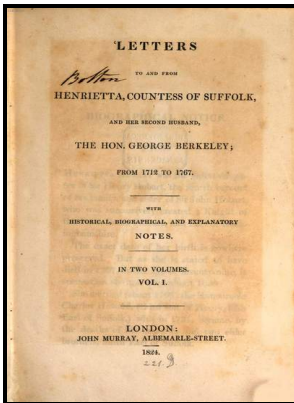 LETTERS
TO AND FROM
Bolton
HENRIETTA, COUNTESS OF SUFFOLK,
AND HER SECOND HUSBAND,
THE HON. GEORGE BERKELEY;
FROM 1712 TO 1767.
WITH
HISTORICAL, BIOGRAPHICAL, AND EXPLANATORY
NOTES.
IN TWO VOLUMES.
VOL. I.
LONDON:
JOHN MURRAY, ALBEMARLE-STREET.
1824.